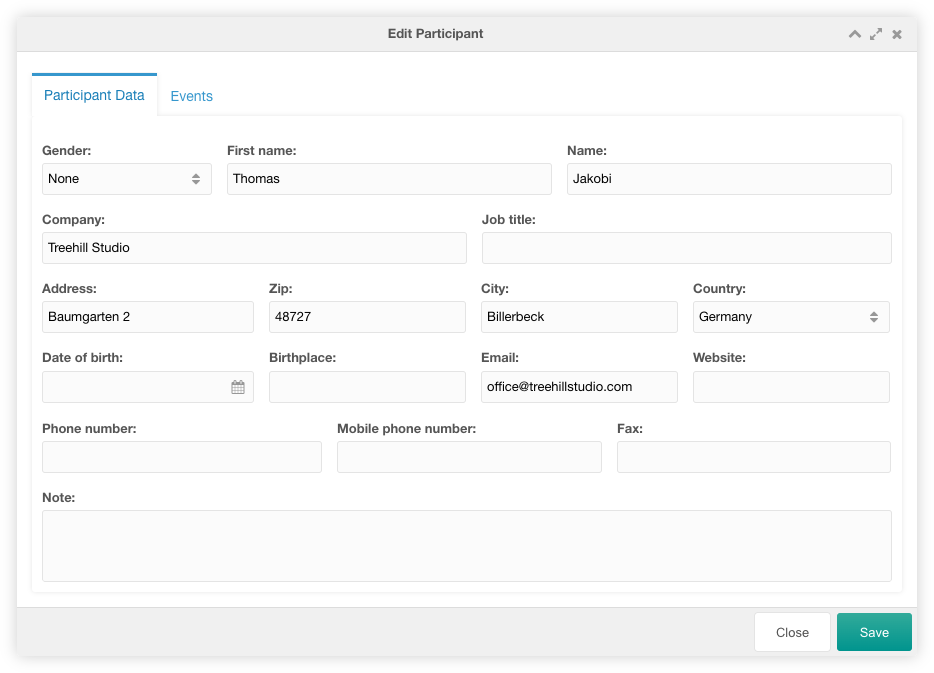 Edit Participant
Participant Data Events
Gender: First name: Name:
None Thomas Jakobi
Company: Job title:
Treehill Studio
Address: Zip: City: Country:
Baumgarten 2 48727 Billerbeck Germany
Date of birth: Birthplace: Email: Website:
office@treehillstudio.com
Phone number: Mobile phone number: Fax:
Note:
Close Save